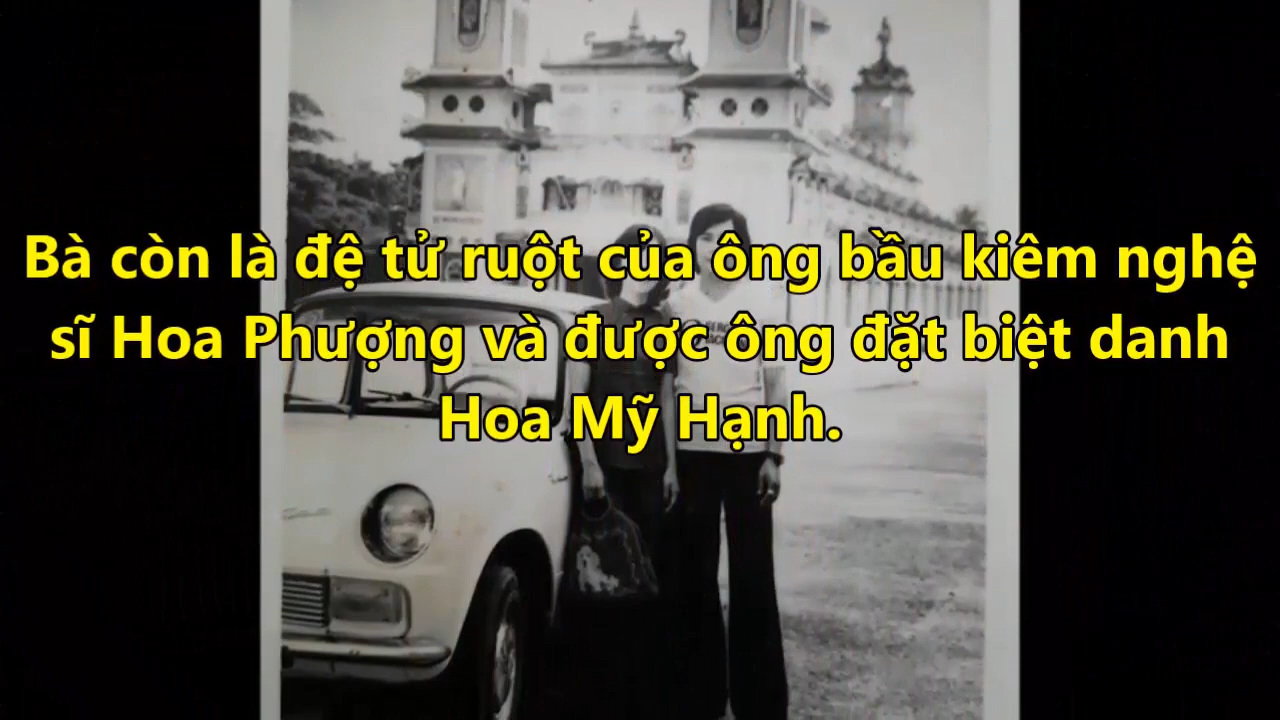 Bà còn là đệ tử ruột của ông bầu kiêm nghệ
sĩ Hoa Phượng và được ông đặt biệt danh
Hoa Mỹ Hạnh.